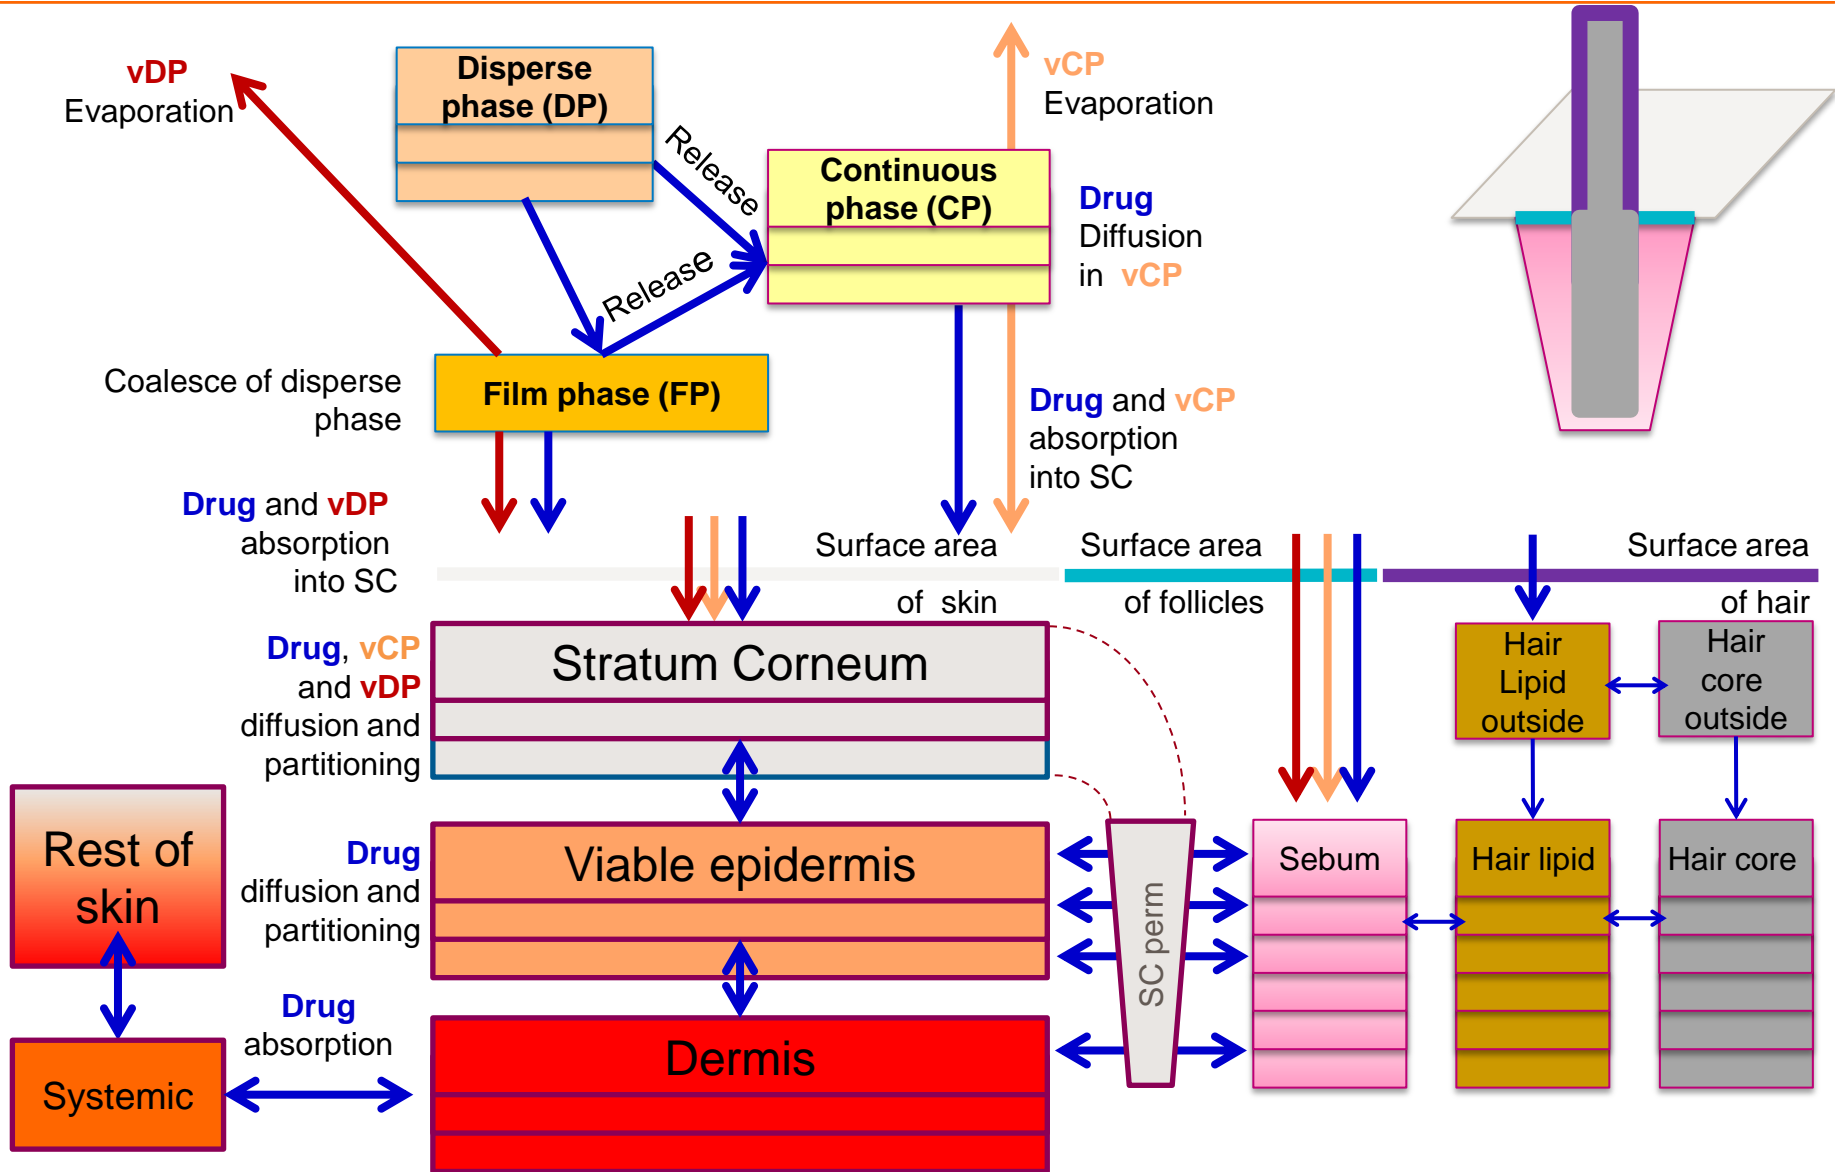 vDP
Evaporation
Disperse
phase (DP)
Release
Release
vCP
Evaporation
Continuous
phase (CP)
Drug
Diffusion
in vCP
Coalesce of disperse
phase
Film phase (FP)
Drug and vCP
absorption
into SC
Drug and vDP
absorption
into SC
Surface area
of skin
Surface area
of follicles
Surface area
of hair
Drug, vCP
and vDP
diffusion and
partitioning
Stratum Corneum
Hair
Lipid
outside
Hair
core
outside
Rest of
skin
Drug
diffusion and
partitioning
Viable epidermis
SC perm
Sebum
Hair lipid
Hair core
Drug
absorption
Systemic
Dermis